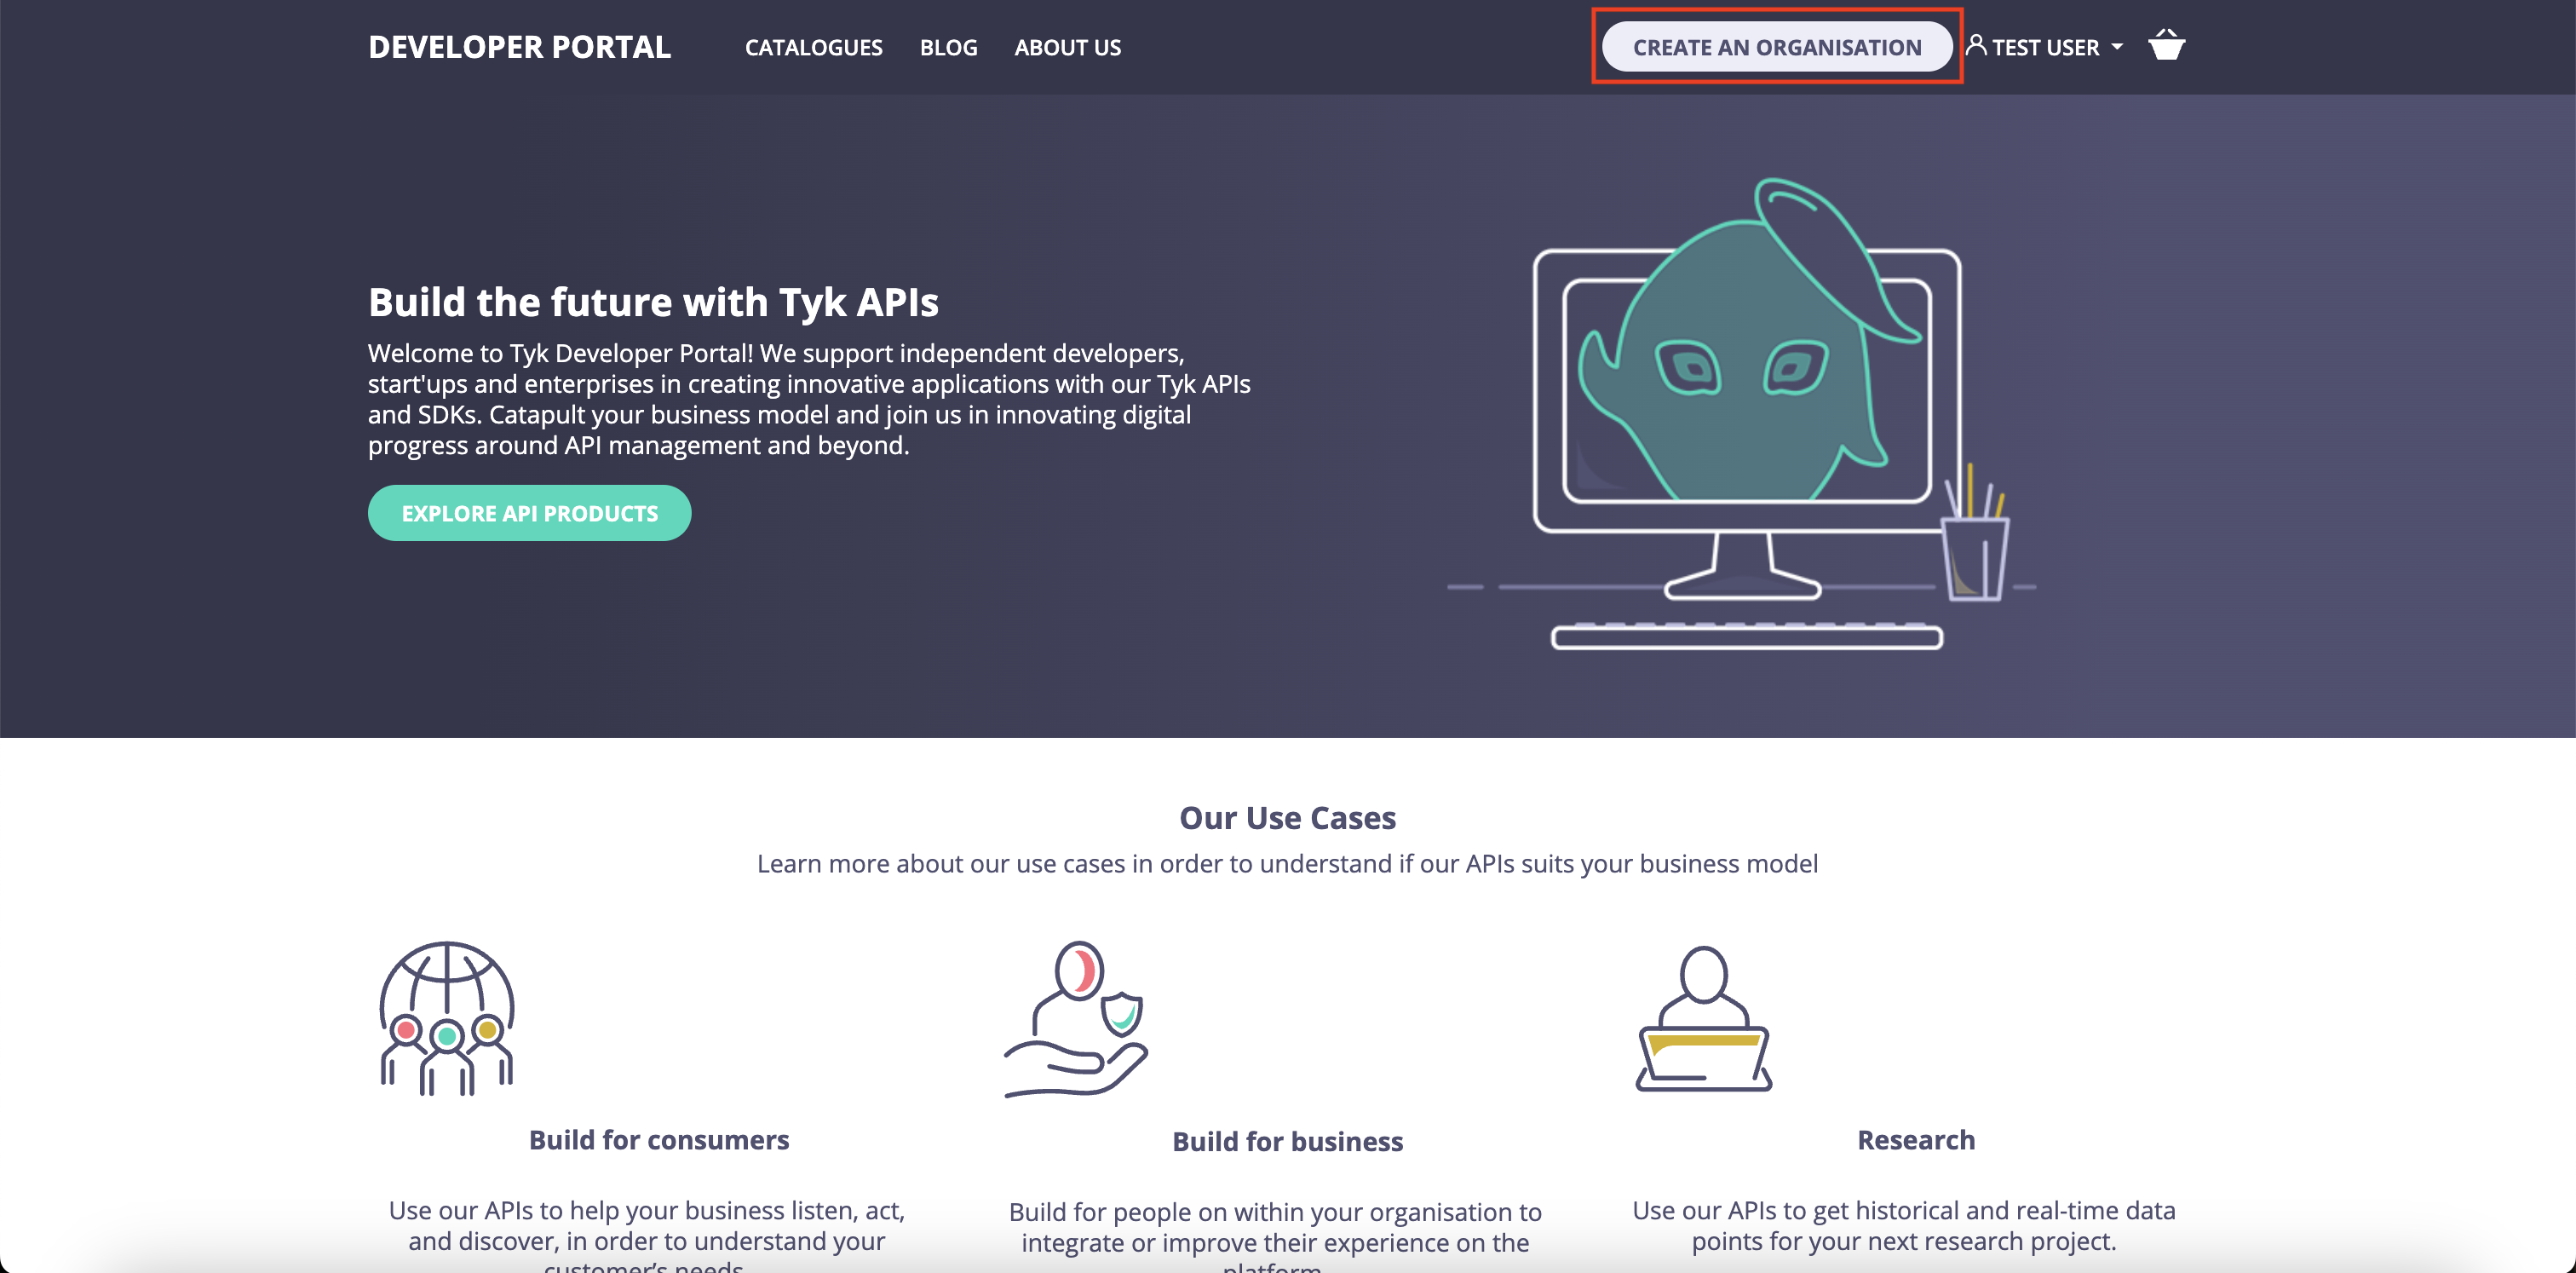 DEVELOPER PORTAL
CATALOGUES
BLOG
ABOUT US
CREATE AN ORGANISATION
TEST USER
Build the future with Tyk APIs
Welcome to Tyk Developer Portal! We support independent developers,
start'ups and enterprises in creating innovative applications with our Tyk APIs
and SDKs. Catapult your business model and join us in innovating digital
progress around API management and beyond.
EXPLORE API PRODUCTS
Our Use Cases
Learn more about our use cases in order to understand if our APIs suits your business model
Build for consumers
Use our APIs to help your business listen, act,
and discover, in order to understand your
customer's needs
Build for business
Build for people on within your organisation to
integrate or improve their experience on the
platform
Research
Use our APIs to get historical and real-time data
points for your next research project.